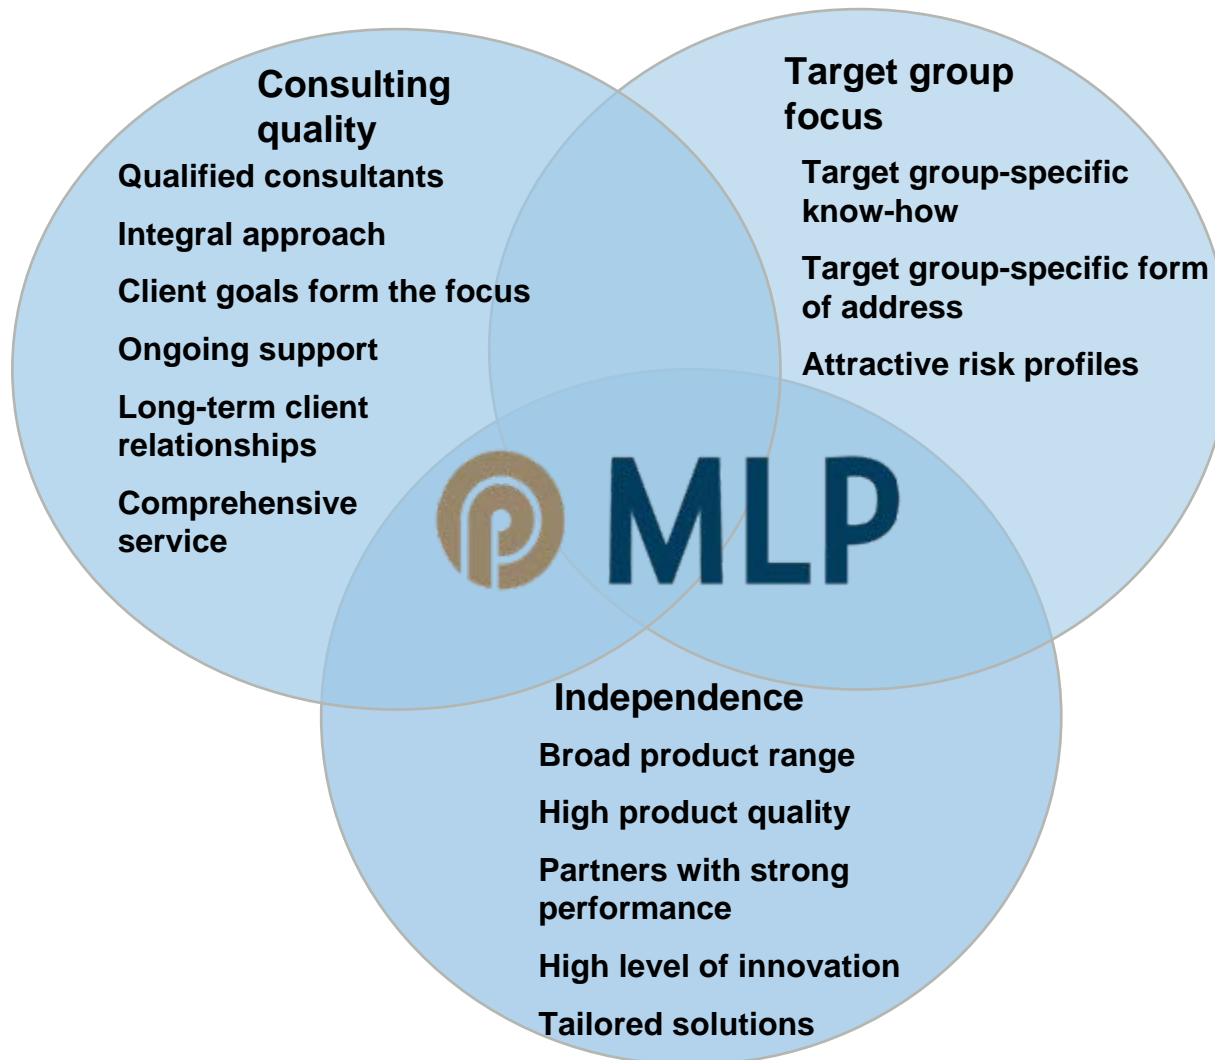 Consulting
quality
Qualified consultants
Integral approach
Client goals form the focus
Ongoing support
Long-term client
relationships
Comprehensive
service
Target group
focus
Target group-specific
know-how
Target group-specific form
of address
Attractive risk profiles
MLP
Independence
Broad product range
High product quality
Partners with strong
performance
High level of innovation
Tailored solutions